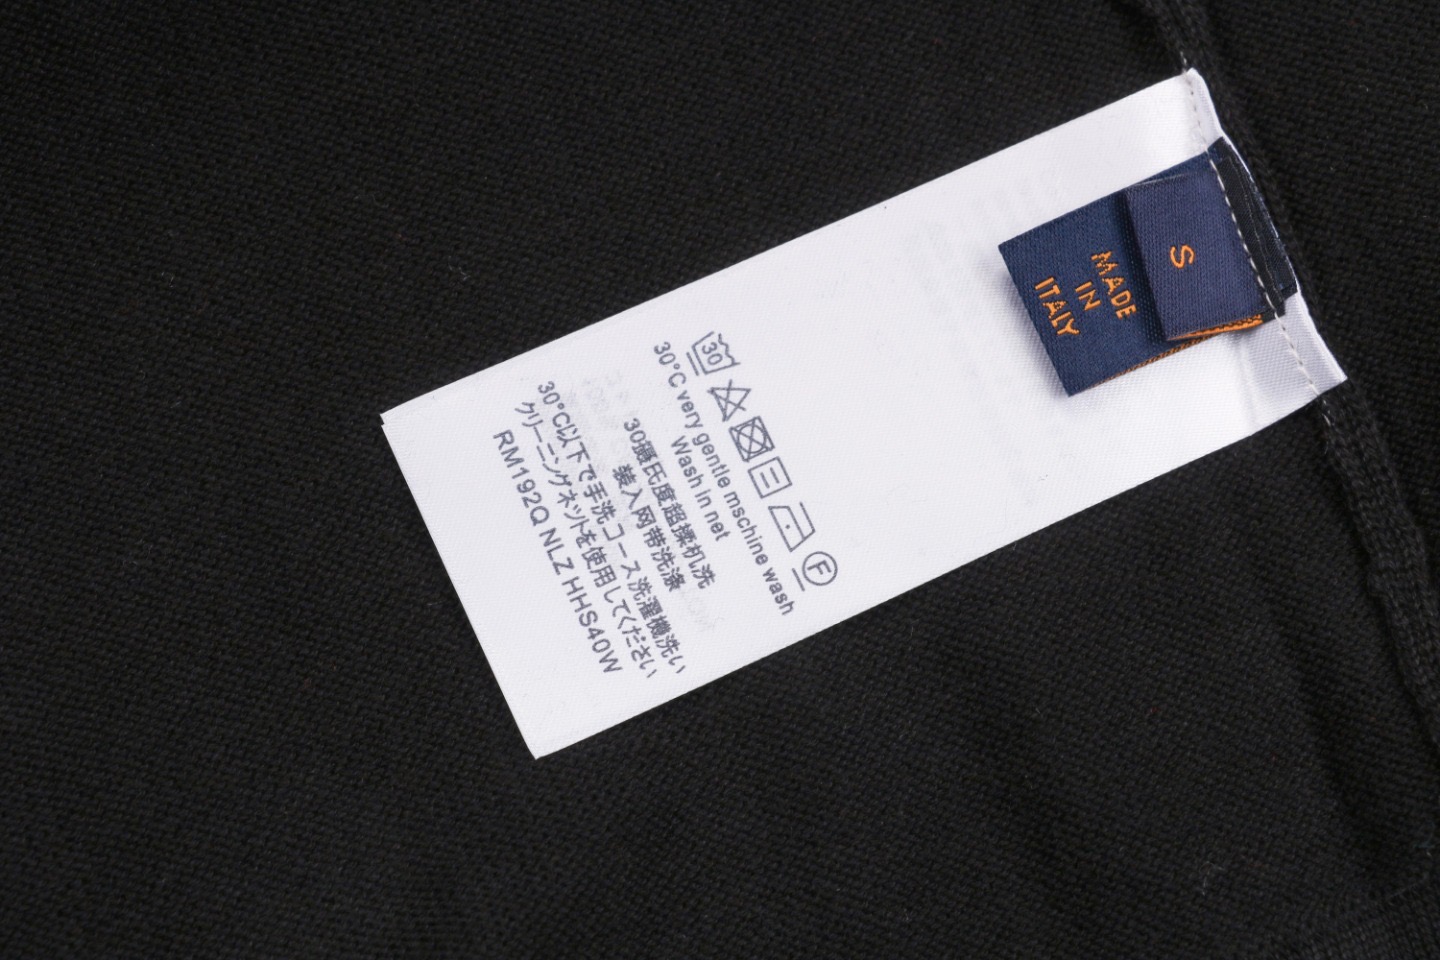 S
MADE
IN
ITALY
30
F
30°C very gentle mschine wash
Wash in net
30摄氏度超揉机洗
装入网带洗涤
30°C以下で手洗コース洗濯機洗い
クリーニングネットを使用してください
RM192Q NLZ HHS40W